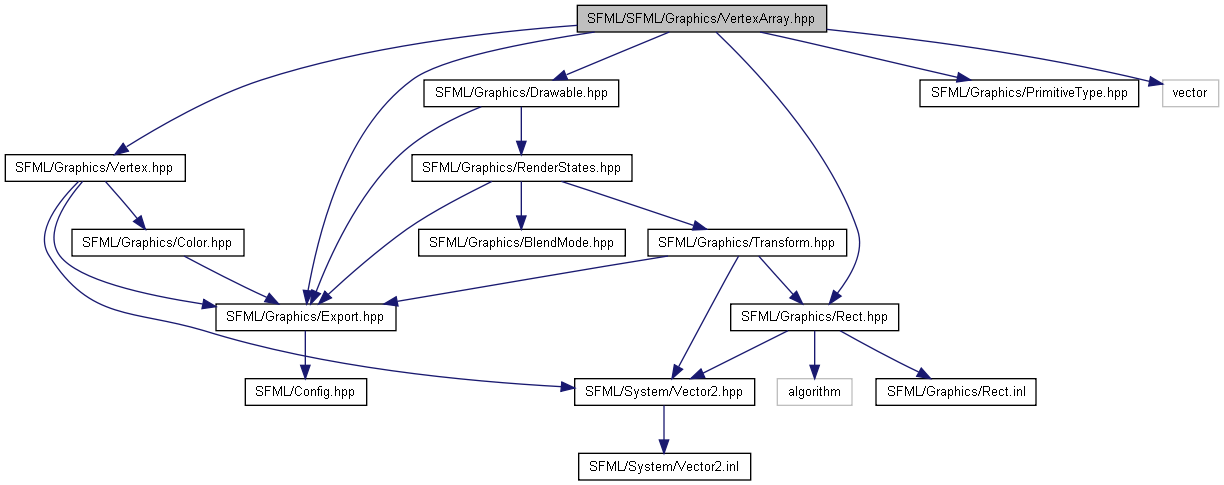 SFML/SFML/Graphics/VertexArray.hpp
SFML/Graphics/Drawable.hpp
SFML/Graphics/PrimitiveType.hpp
vector
SFML/Graphics/Vertex.hpp
SFML/Graphics/RenderStates.hpp
SFML/Graphics/Color.hpp
SFML/Graphics/BlendMode.hpp
SFML/Graphics/Transform.hpp
SFML/Graphics/Export.hpp
SFML/Graphics/Rect.hpp
SFML/Config.hpp
SFML/System/Vector2.hpp
algorithm
SFML/Graphics/Rect.inl
SFML/System/Vector2.inl